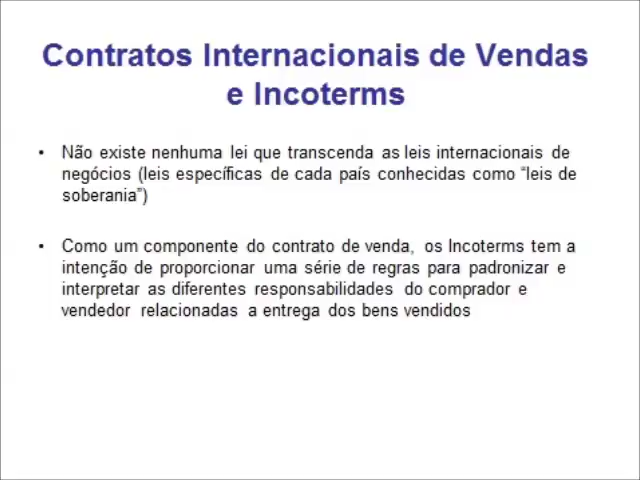 Contratos Internacionais de Vendas
e Incoterms
• Não existe nenhuma lei que transcenda as leis internacionais de
negócios (leis específicas de cada país conhecidas como “leis de
soberania”)
• Como um componente do contrato de venda, os Incoterms tem a
intenção de proporcionar uma série de regras para padronizar e
interpretar as diferentes responsabilidades do comprador e
vendedor relacionadas a entrega dos bens vendidos